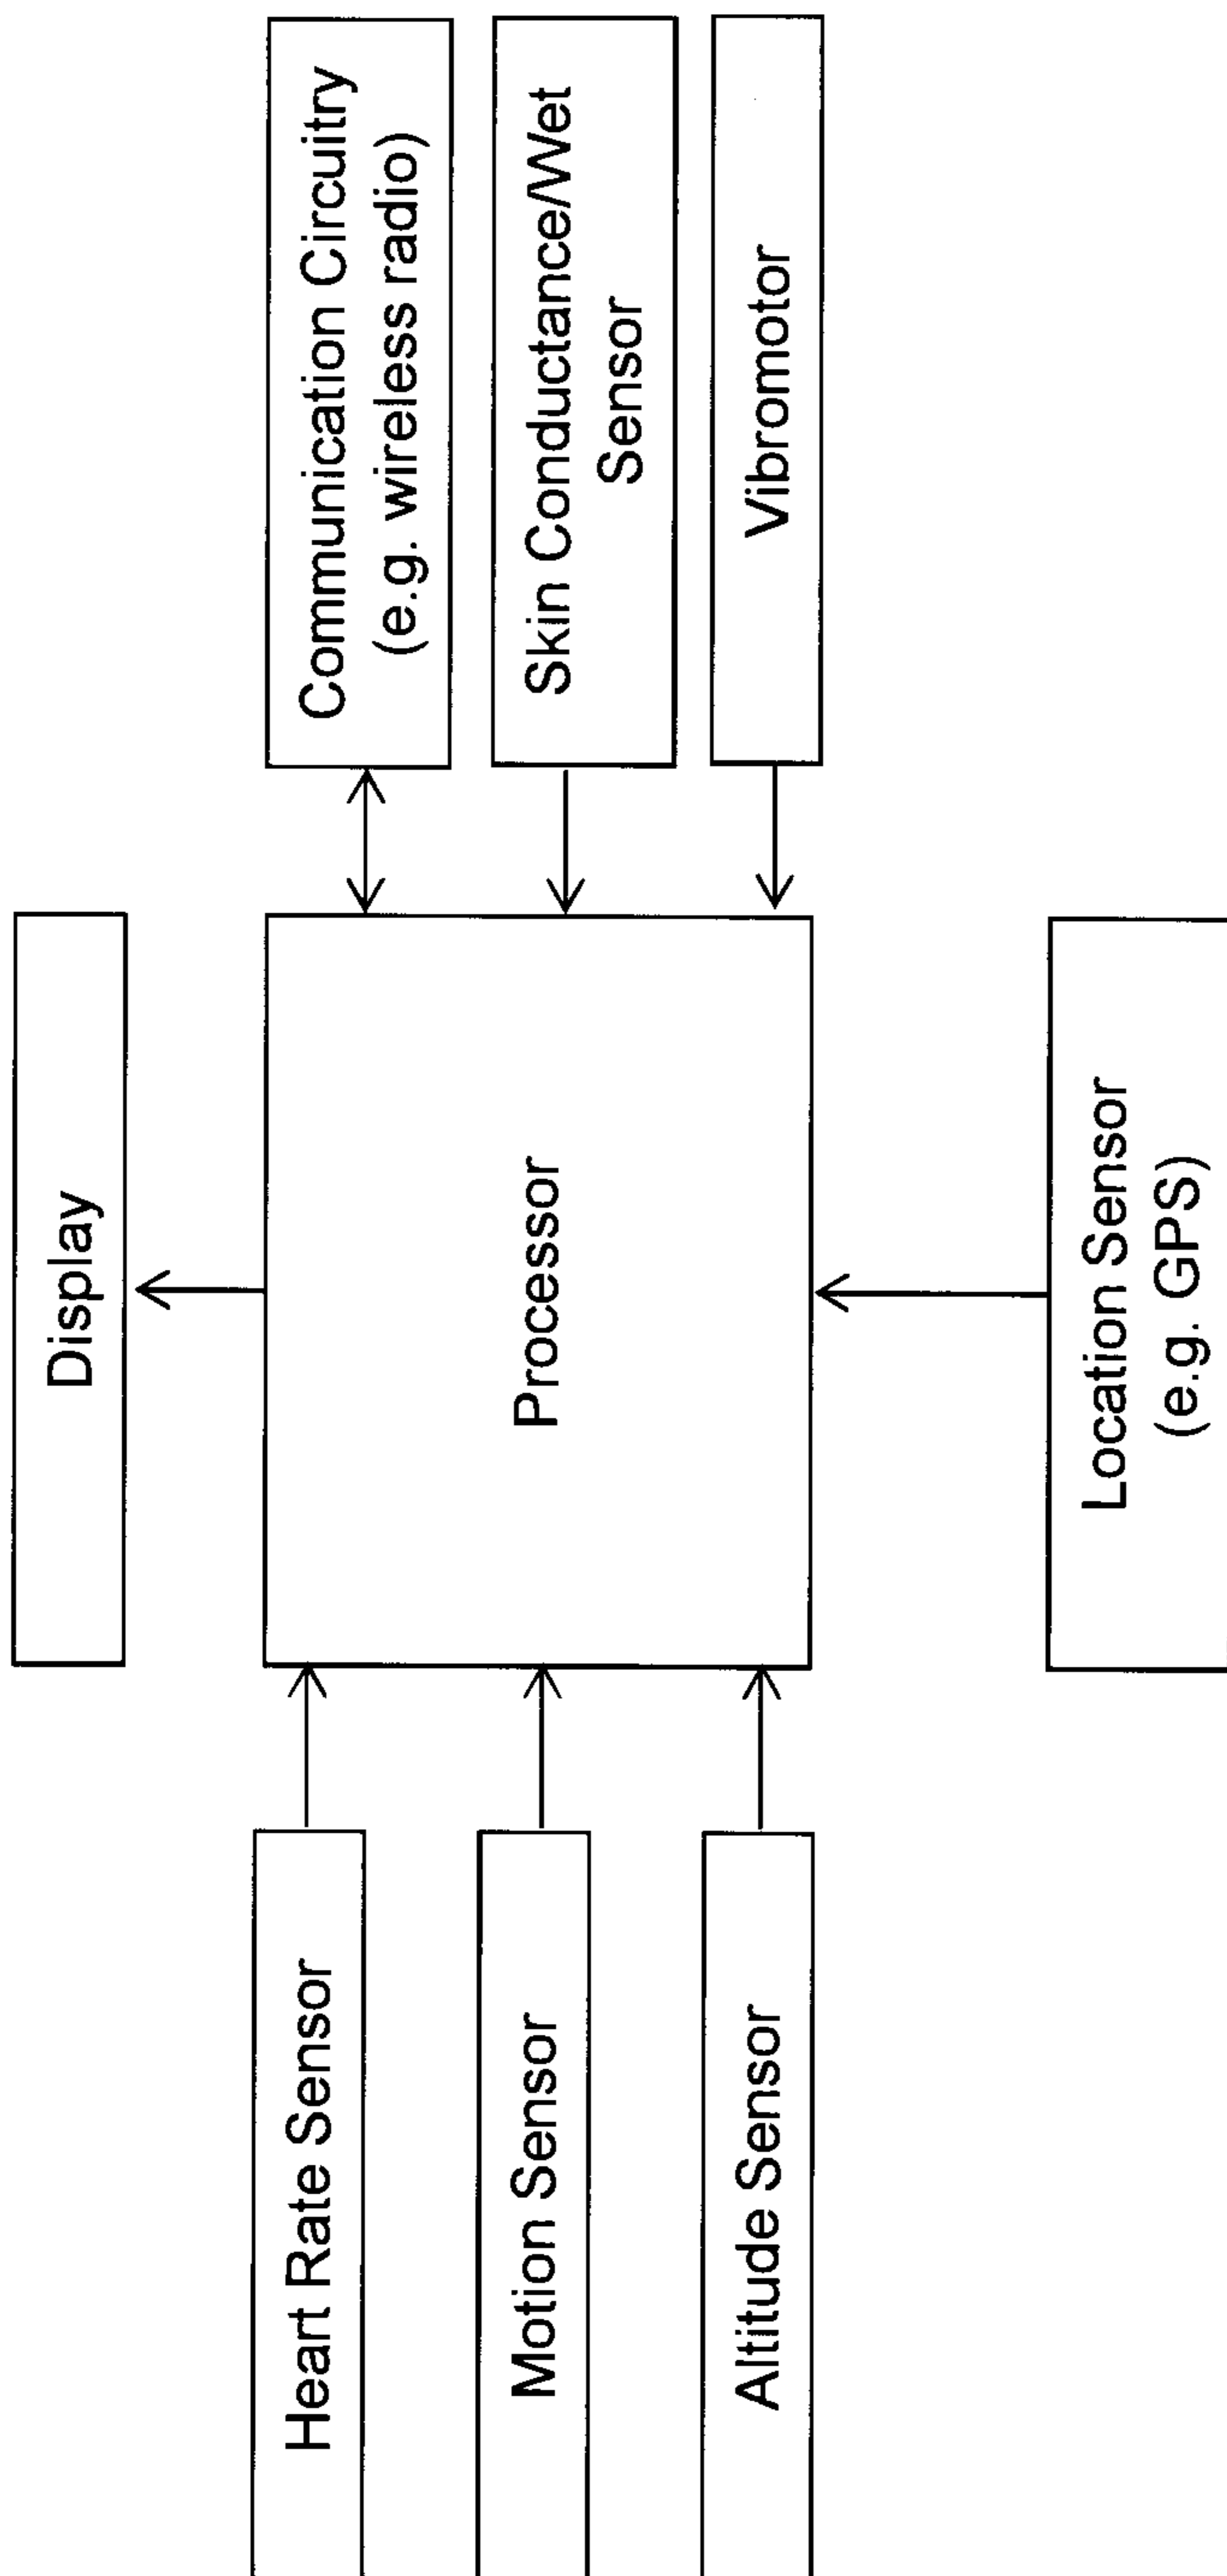 Display
Heart Rate Sensor
Motion Sensor
Altitude Sensor
Processor
Communication Circuitry
(e.g. wireless radio)
Skin Conductance/Wet
Sensor
Vibromotor
Location Sensor
(e.g. GPS)